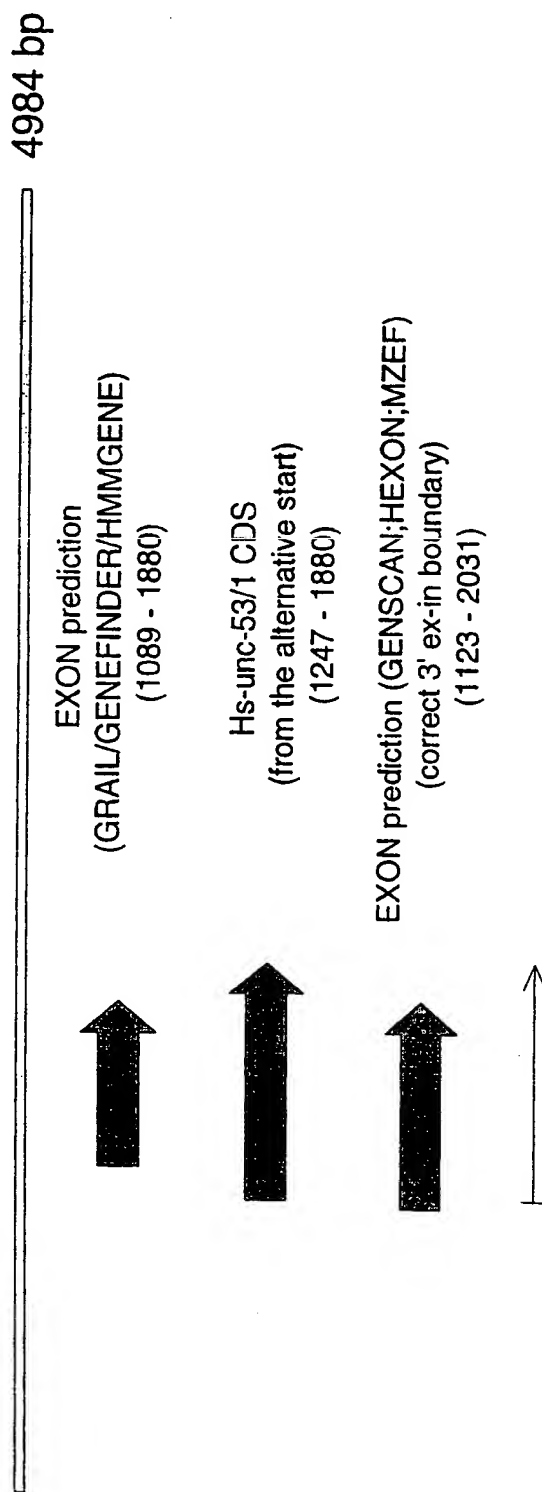 4984 bp
EXON prediction
(GRAIL/GENEFINDER/HMMGENE)
(1089 - 1880)
Hs-unc-53/1 CDS
(from the alternative start)
(1247 - 1880)
EXON prediction (GENSCAN;HEXON;MZEF)
(correct 3' ex-in boundary)
(1123 - 2031)